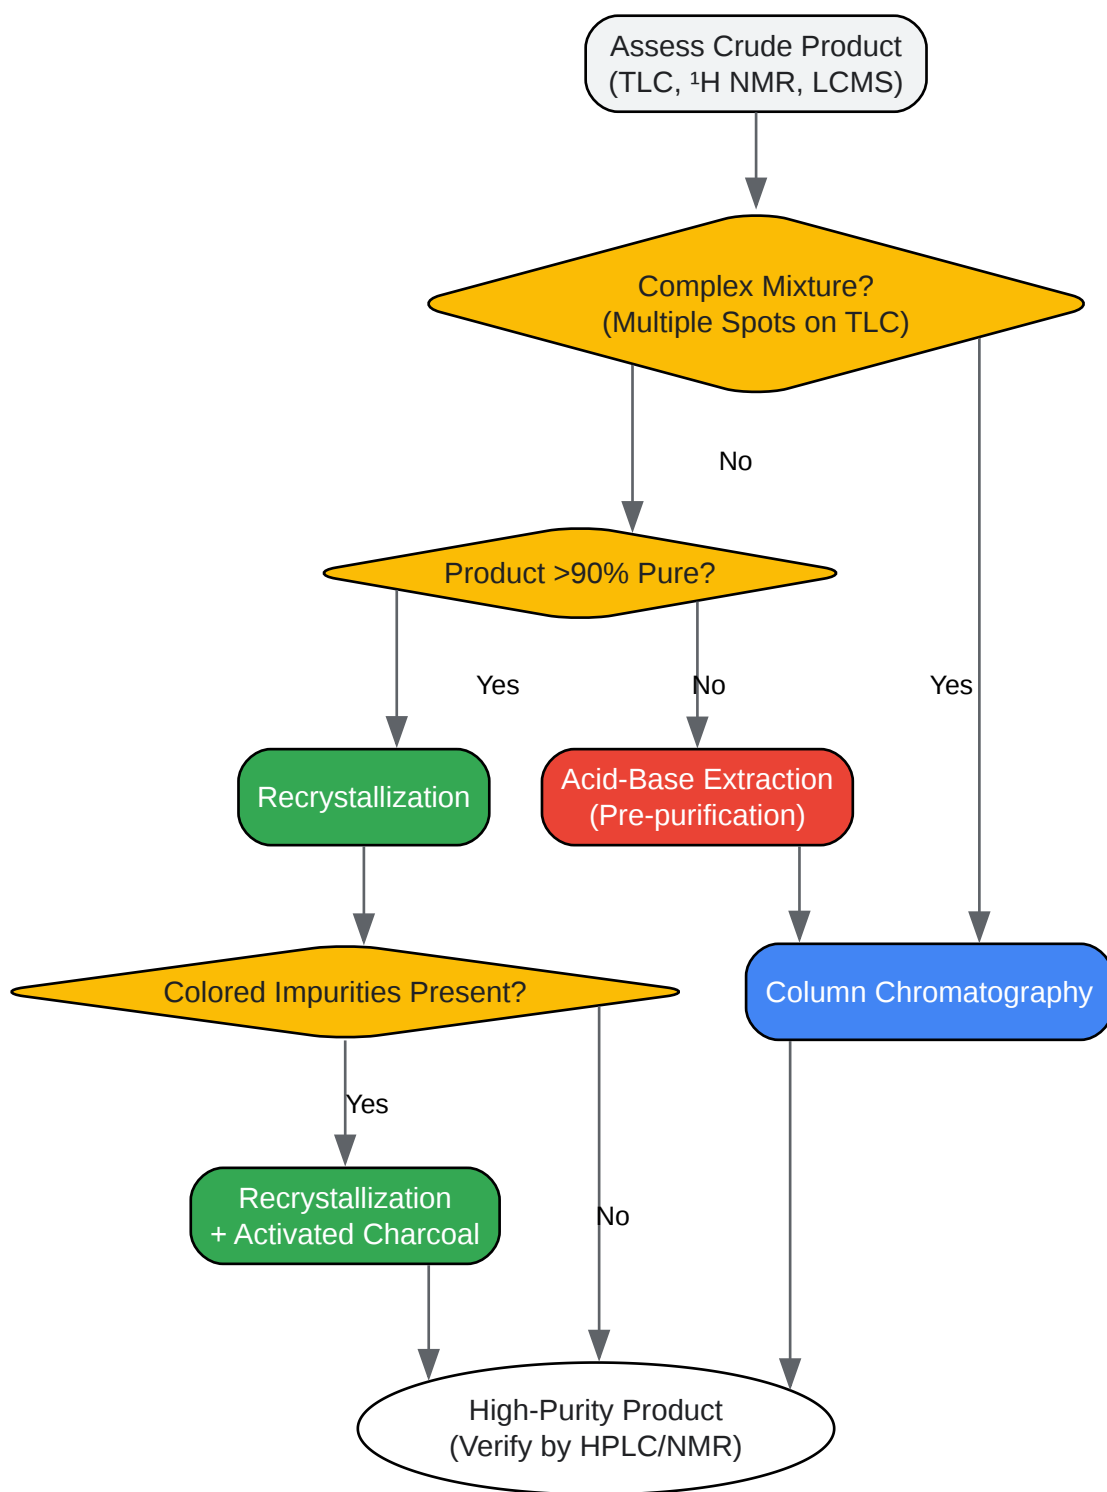 Assess Crude Product
(TLC, ¹H NMR, LCMS)
Complex Mixture?
(Multiple Spots on TLC)
No
Product >90% Pure?
Yes
No
Yes
Recrystallization
Acid-Base Extraction
(Pre-purification)
Colored Impurities Present?
Column Chromatography
Yes
Recrystallization
+ Activated Charcoal
No
High-Purity Product
(Verify by HPLC/NMR)